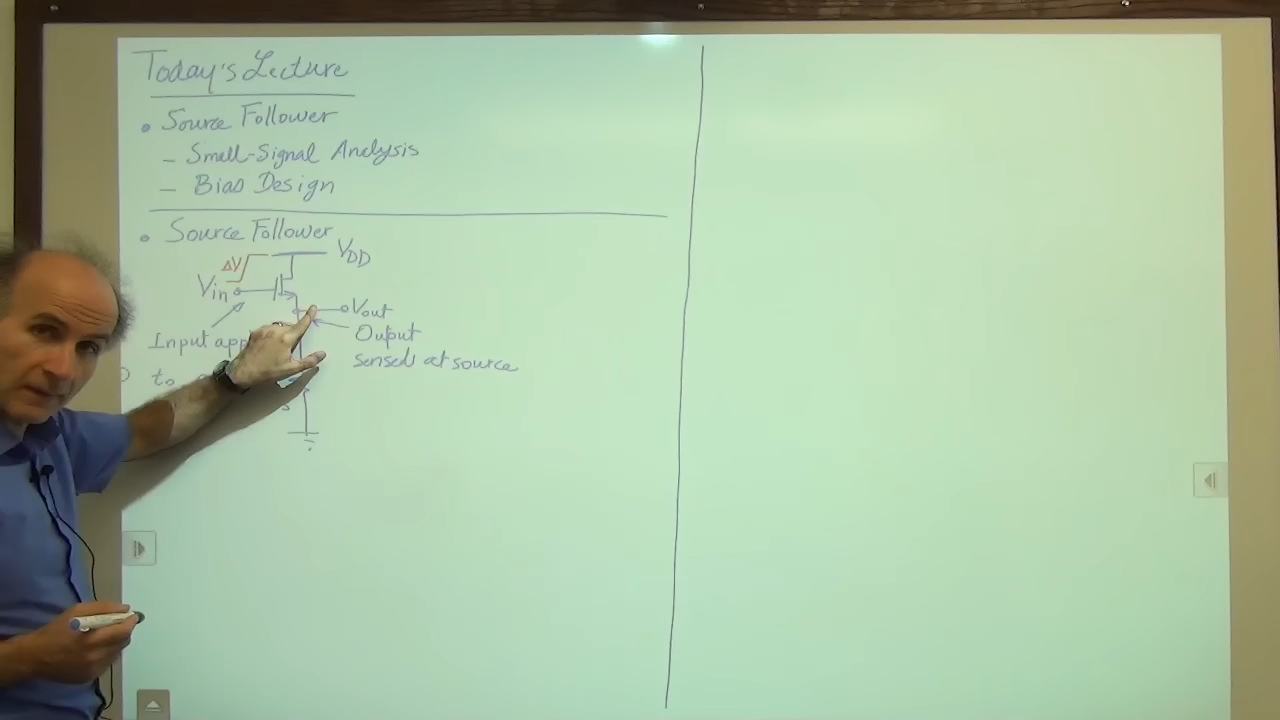 Today's Lecture
• Source Follower
– Small-Signal Analysis
– Bias Design
• Source Follower
VDD
ΔV
Vin
Vout
Input
Output
sensed at source
to